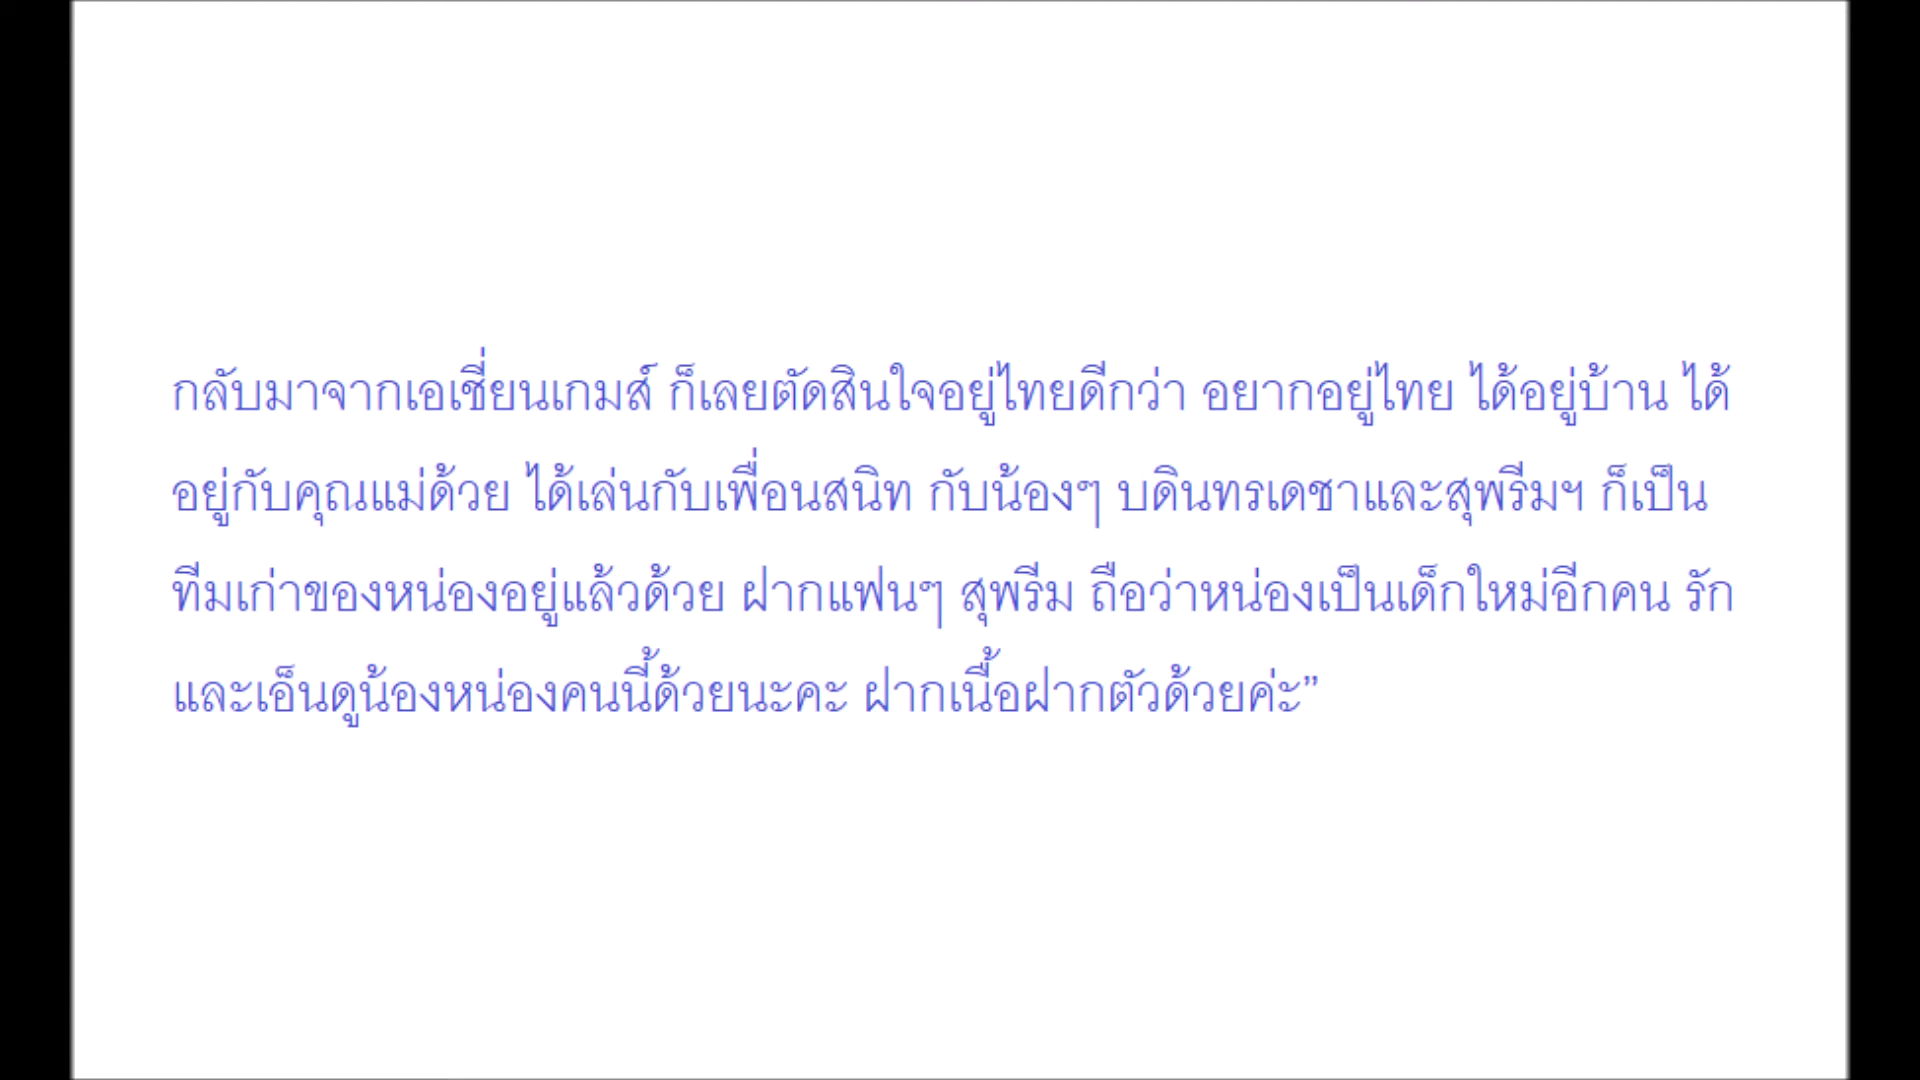 กลับมาจากเอเชี่ยนเกมส์ ก็เลยตัดสินใจอยู่ไทยดีกว่า อยากอยู่ไทย ได้อยู่บ้าน ได้
อยู่กับคุณแม่ด้วย ได้เล่นกับเพื่อนสนิท กับน้องๆ บดินทรเดชาและสุพรีมฯ ก็เป็น
ทีมเก่าของหน่องอยู่แล้วด้วย ฝากแฟนๆ สุพรีม ถือว่าหน่องเป็นเด็กใหม่อีกคน รัก
และเอ็นดูน้องหน่องคนนี้ด้วยนะคะ ฝากเนื้อฝากตัวด้วยค่ะ”